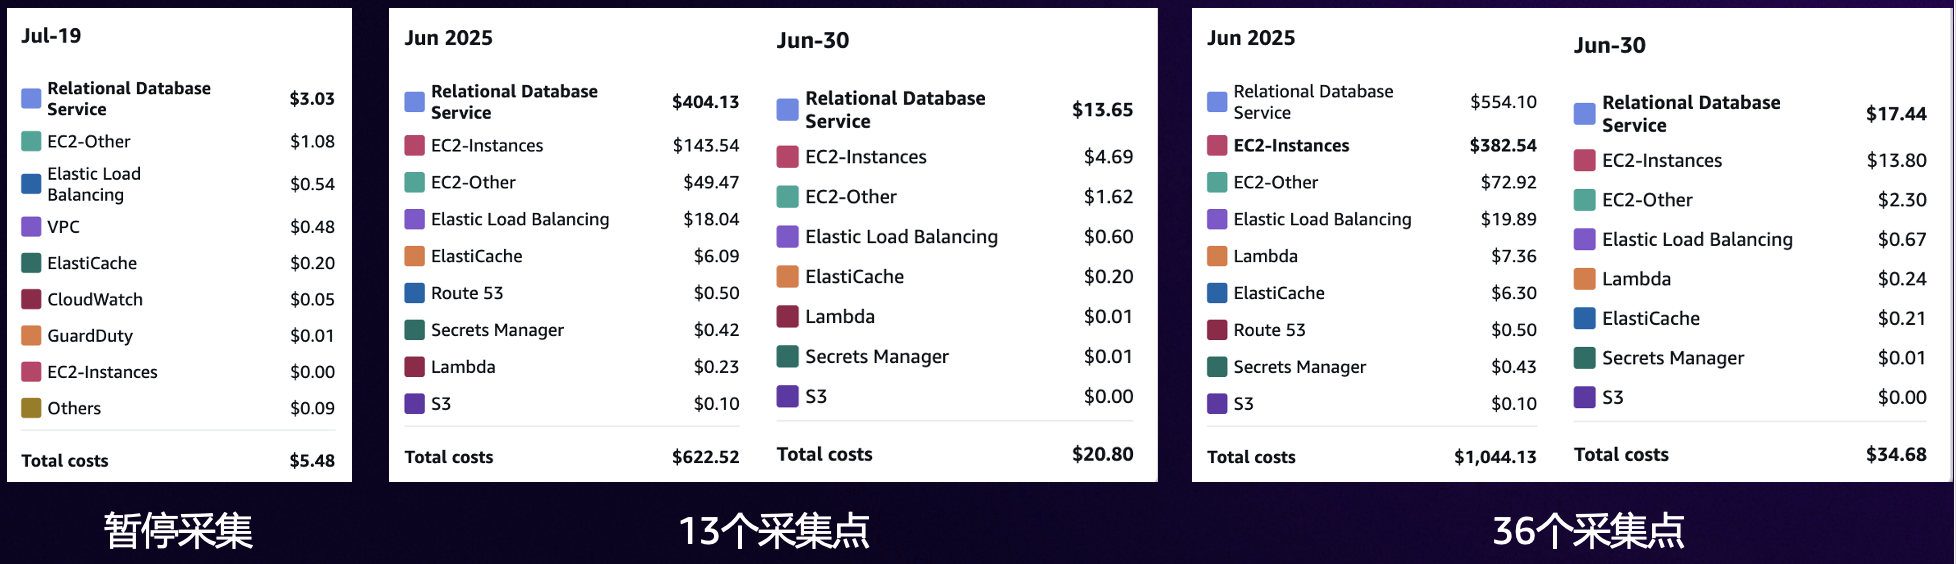 Jul-19
Relational Database
Service $3.03
EC2-Other $1.08
Elastic Load
Balancing $0.54
VPC $0.48
ElastiCache $0.20
CloudWatch $0.05
GuardDuty $0.01
EC2-Instances $0.00
Others $0.09
Total costs $5.48
暂停采集
Jun 2025
Relational Database
Service $404.13
EC2-Instances $143.54
EC2-Other $49.47
Elastic Load Balancing $18.04
ElastiCache $6.09
Route 53 $0.50
Secrets Manager $0.42
Lambda $0.23
S3 $0.10
Total costs $622.52
Jun-30
Relational Database
Service $13.65
EC2-Instances $4.69
EC2-Other $1.62
Elastic Load Balancing $0.60
ElastiCache $0.20
Lambda $0.01
Secrets Manager $0.01
S3 $0.00
Total costs $20.80
13个采集点
Jun 2025
Relational Database
Service $554.10
EC2-Instances $382.54
EC2-Other $72.92
Elastic Load Balancing $19.89
Lambda $7.36
ElastiCache $6.30
Route 53 $0.50
Secrets Manager $0.43
S3 $0.10
Total costs $1,044.13
Jun-30
Relational Database
Service $17.44
EC2-Instances $13.80
EC2-Other $2.30
Elastic Load Balancing $0.67
Lambda $0.24
ElastiCache $0.21
Secrets Manager $0.01
S3 $0.00
Total costs $34.68
36个采集点